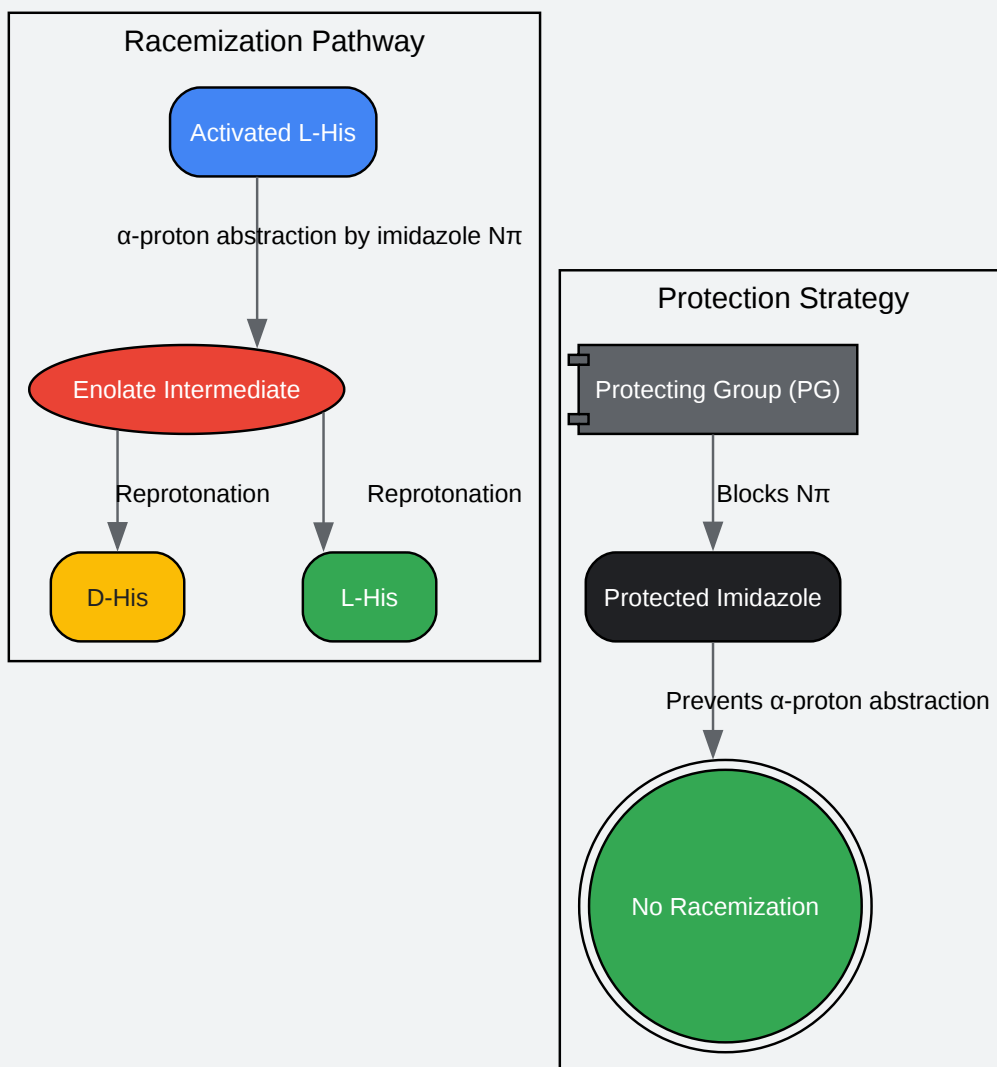 Racemization Pathway
Activated L-His
α-proton abstraction by imidazole Nπ
Enolate Intermediate
Reprotonation
Reprotonation
D-His
L-His
Protection Strategy
Protecting Group (PG)
Blocks Nπ
Protected Imidazole
Prevents α-proton abstraction
No Racemization